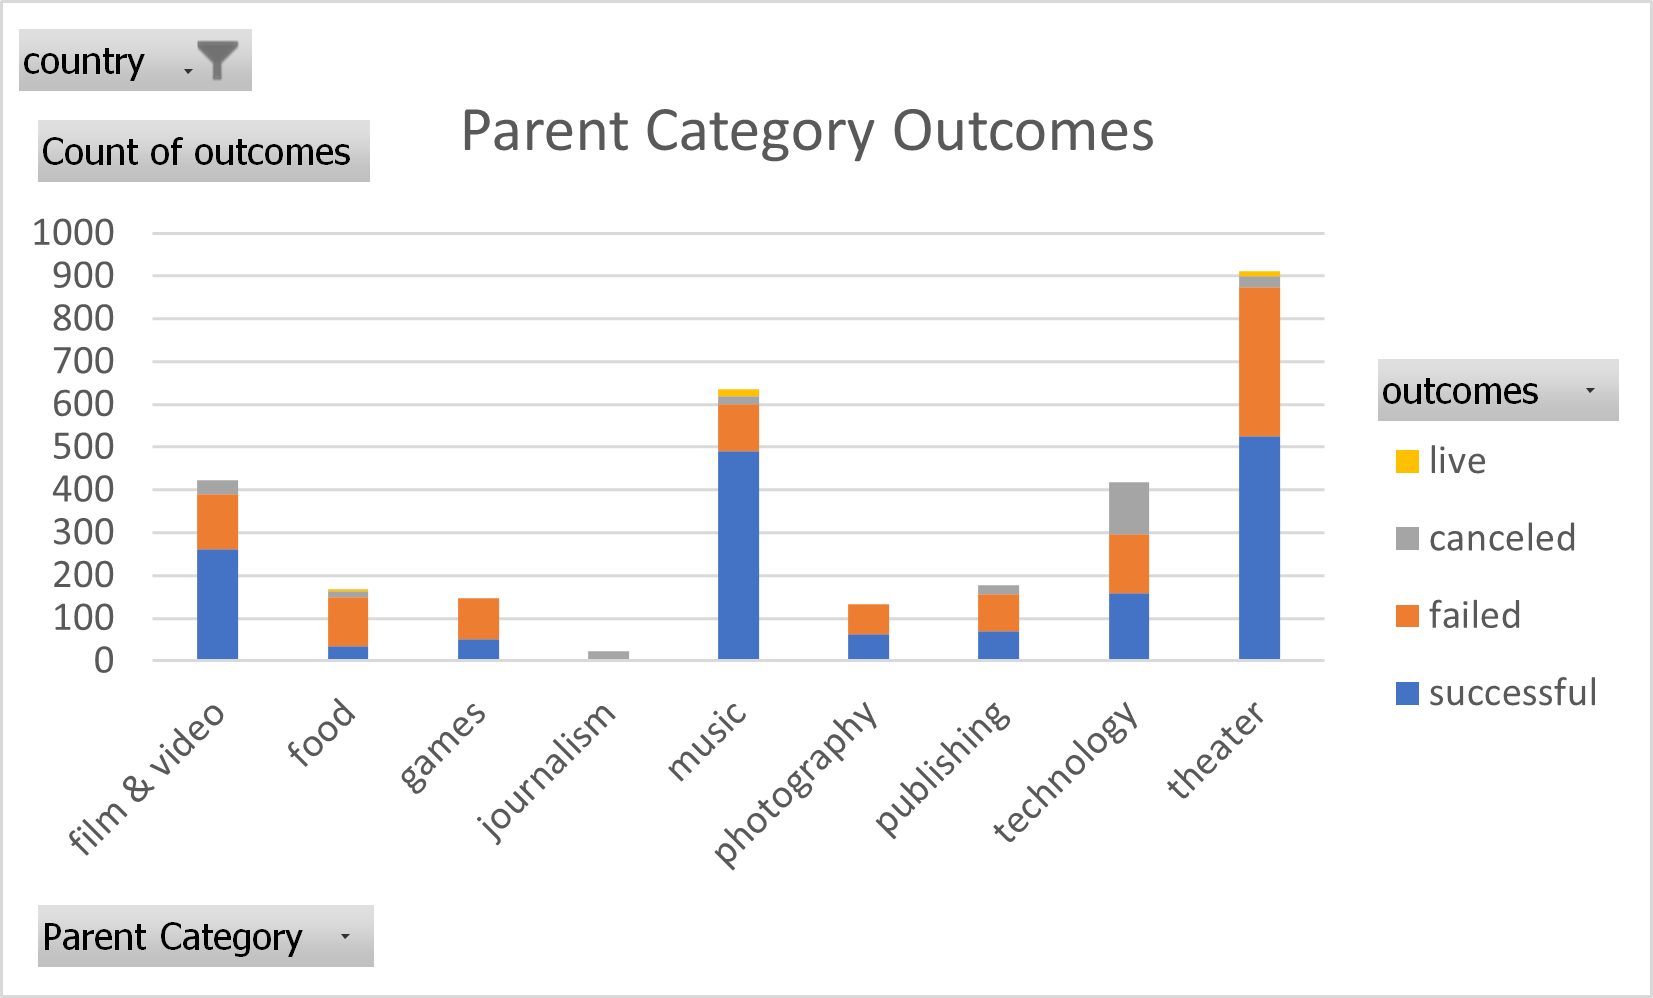 country
Count of outcomes
Parent Category Outcomes
1000
900
800
700
600
500
400
300
200
100
0
film & video
food
games
journalism
music
photography
publishing
technology
theater
outcomes
live
canceled
failed
successful
Parent Category